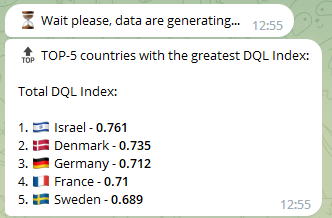 ⏳ Wait please, data are generating...
12:55
🔝 TOP-5 countries with the greatest DQL Index:
Total DQL Index:
1. 🇮🇱 Israel - 0.761
2. 🇩🇰 Denmark - 0.735
3. 🇩🇪 Germany - 0.712
4. 🇫🇷 France - 0.71
5. 🇸🇪 Sweden - 0.689
12:55